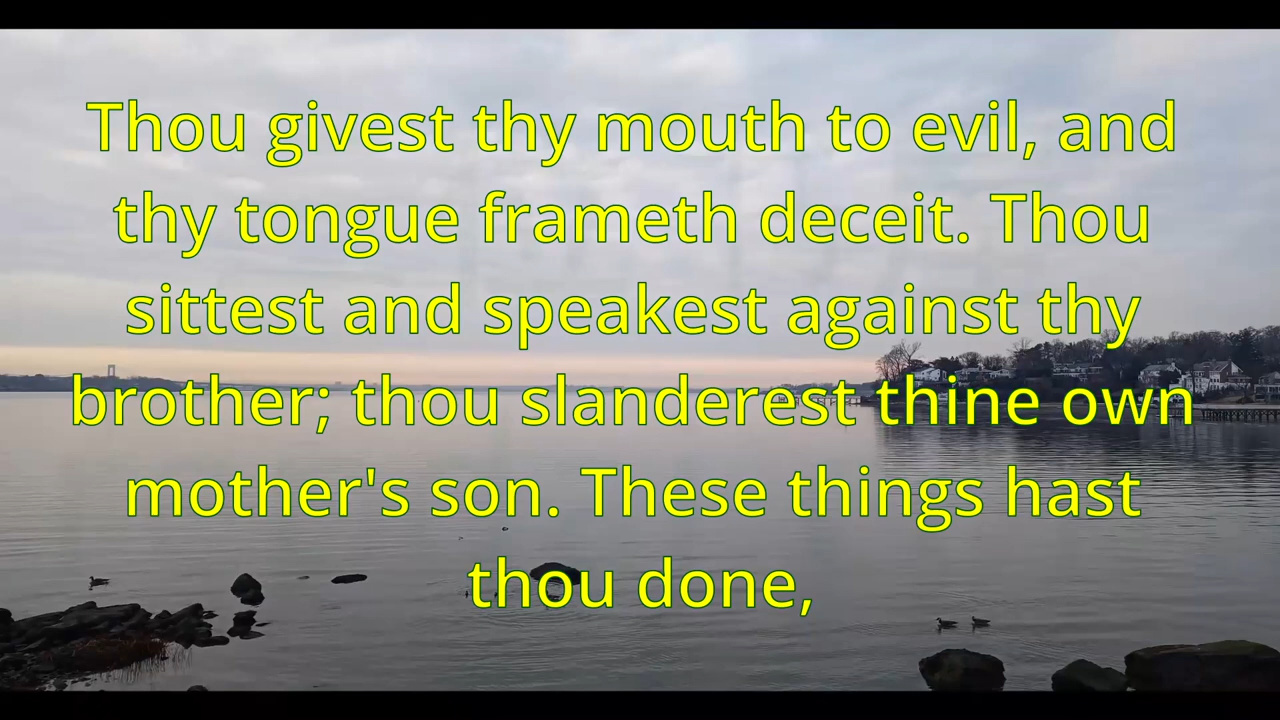 Thou givest thy mouth to evil, and
thy tongue frameth deceit. Thou
sittest and speakest against thy
brother; thou slanderest thine own
mother's son. These things hast
thou done,